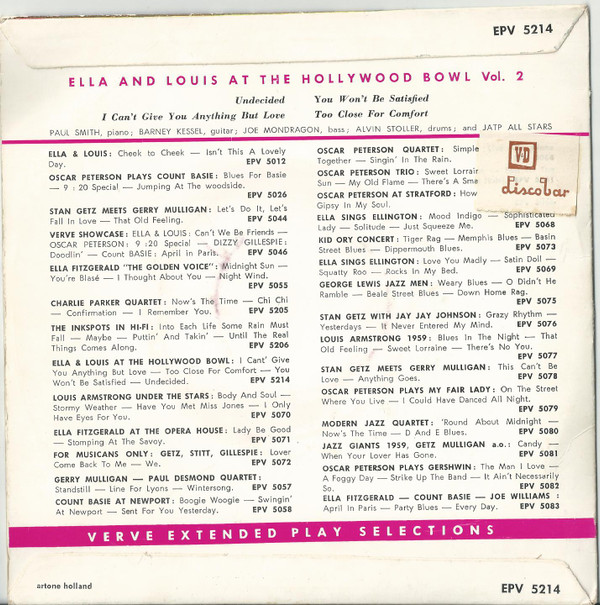 EPV 5214
ELLA AND LOUIS AT THE HOLLYWOOD BOWL Vol. 2
Undecided You Won't Be Satisfied
I Can't Give You Anything But Love Too Close For Comfort
PAUL SMITH, piano; BARNEY KESSEL, guitar; JOE MONDRAGON, bass; ALVIN STOLLER, drums; and JATP ALL STARS
ELLA & LOUIS: Cheek to Cheek — Isn't This A Lovely
Day. EPV 5012
OSCAR PETERSON PLAYS COUNT BASIE: Blues For Basie
— 9 : 20 Special — Jumping At The woodside.
EPV 5026
STAN GETZ MEETS GERRY MULLIGAN: Let's Do It, Let's
Fall In Love — That Old Feeling. EPV 5044
VERVE SHOWCASE: ELLA & LOUIS: Can't We Be Friends —
OSCAR PETERSON: 9 :20 Special — DIZZY GILLESPIE:
Doodlin' — Count BASIE: April in Paris. EPV 5046
ELLA FITZGERALD "THE GOLDEN VOICE": Midnight Sun —
You're Blasé — I Thought About You — Night Wind.
EPV 5055
CHARLIE PARKER QUARTET: Now's The Time — Chi Chi
— Confirmation — I Remember You. EPV 5205
THE INKSPOTS IN HI-FI: Into Each Life Some Rain Must
Fall — Maybe — Puttin' And Takin' — Until The Real
Things Comes Along. EPV 5206
ELLA & LOUIS AT THE HOLLYWOOD BOWL: I Cant' Give
You Anything But Love — Too Close For Comfort — You
Won't Be Satisfied — Undecided. EPV 5214
LOUIS ARMSTRONG UNDER THE STARS: Body And Soul —
Stormy Weather — Have You Met Miss Jones — I Only
Have Eyes For You. EPV 5070
ELLA FITZGERALD AT THE OPERA HOUSE: Lady Be Good
— Stomping At The Savoy. EPV 5071
FOR MUSICANS ONLY: GETZ, STITT, GILLESPIE: Lover
Come Back To Me — We. EPV 5072
GERRY MULLIGAN — PAUL DESMOND QUARTET:
Standstill — Line For Lyons — Wintersong. EPV 5057
COUNT BASIE AT NEWPORT: Boogie Woogie — Swingin'
At Newport — Sent For You Yesterday. EPV 5058
OSCAR PETERSON QUARTET: Simple
Together — Singin' In The Rain.
OSCAR PETERSON TRIO: Sweet Lorrain
Sun — My Old Flame — There's A Sma
OSCAR PETERSON AT STRATFORD: How
Gipsy In My Soul.
V&D
discobar
ELLA SINGS ELLINGTON: Mood Indigo — Sophisticated
Lady — Solitude — Just Squeeze Me. EPV 5068
KID ORY CONCERT: Tiger Rag — Memphis Blues — Basin
Street Blues — Dippermouth Blues. EPV 5073
ELLA SINGS ELLINGTON: Love You Madly — Satin Doll —
Squatty Roo — Rocks In My Bed. EPV 5069
GEORGE LEWIS JAZZ MEN: Weary Blues — O Didn't He
Ramble — Beale Street Blues — Down Home Rag.
EPV 5075
STAN GETZ WITH JAY JAY JOHNSON: Grazy Rhythm —
Yesterdays — It Never Entered My Mind. EPV 5076
LOUIS ARMSTRONG 1959: Blues In The Night — That
Old Feeling — Sweet Lorraine — There's No You.
EPV 5077
STAN GETZ MEETS GERRY MULLIGAN: This Can't Be
Love — Anything Goes. EPV 5078
OSCAR PETERSON PLAYS MY FAIR LADY: On The Street
Where You Live — I Could Have Danced All Night.
EPV 5079
MODERN JAZZ QUARTET: 'Round About Midnight —
Now's The Time — D And E Blues. EPV 5080
JAZZ GIANTS 1959, GETZ MULLIGAN a.o.: Candy —
When Your Lover Has Gone. EPV 5081
OSCAR PETERSON PLAYS GERSHWIN: The Man I Love —
A Foggy Day — Strike Up The Band — It Ain't Necessarily
So. EPV 5082
ELLA FITZGERALD — COUNT BASIE — JOE WILLIAMS :
April In Paris — Party Blues — Every Day. EPV 5083
VERVE EXTENDED PLAY SELECTIONS
artone holland
EPV 5214